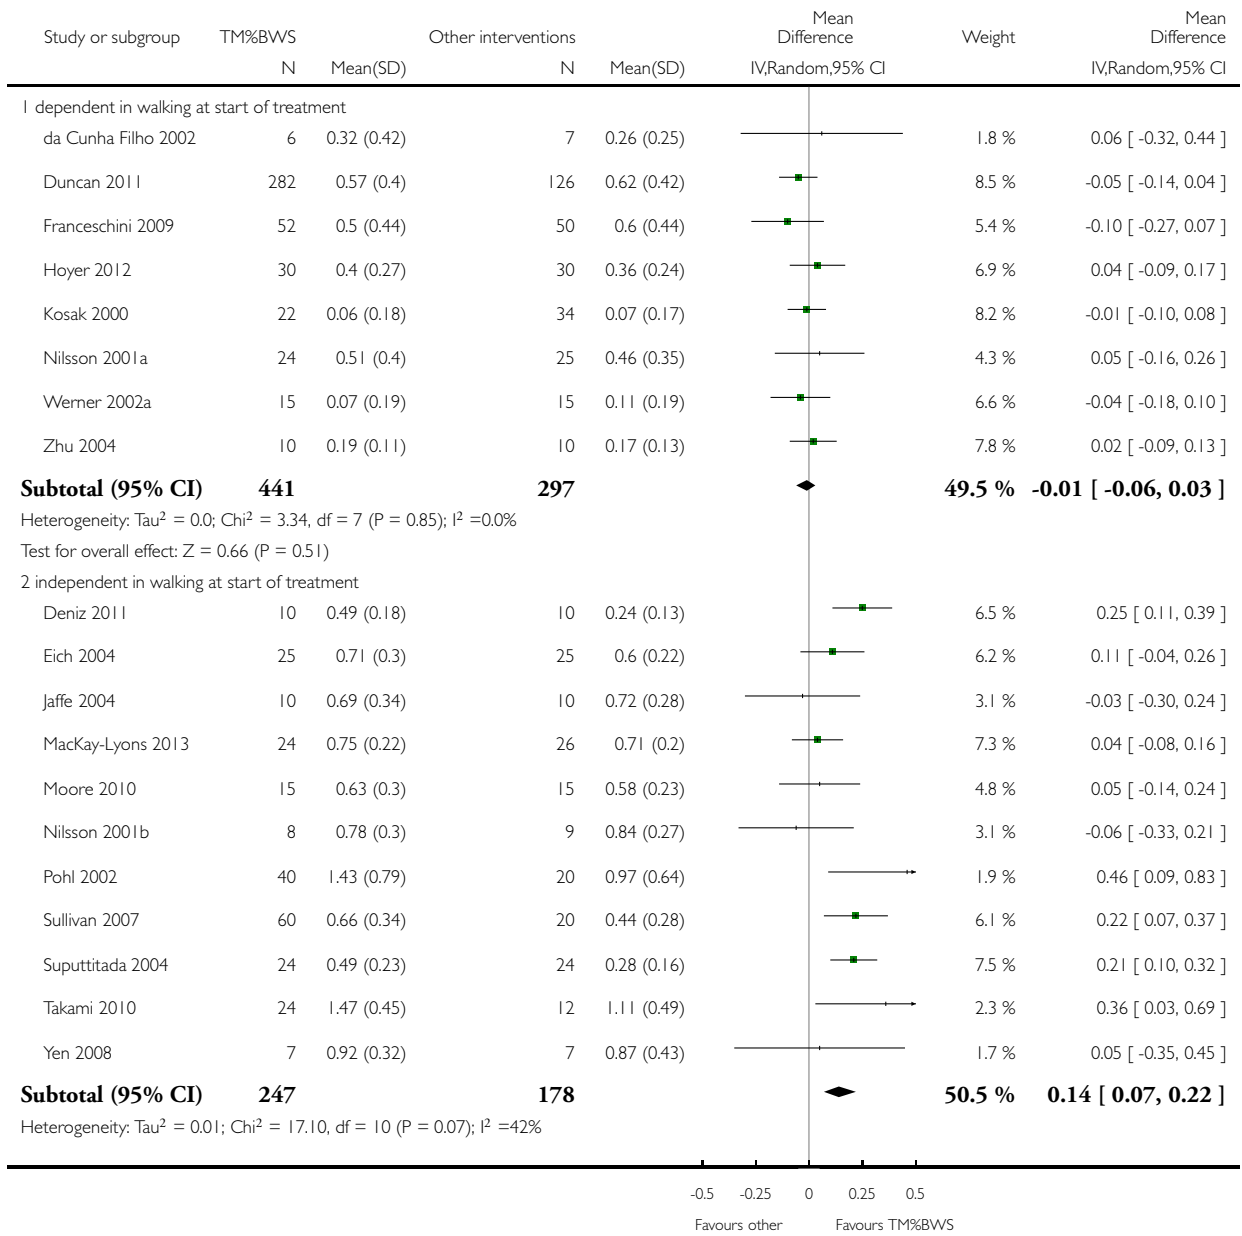 Study or subgroup TM%BWS Other interventions Mean Difference Weight Mean Difference
N Mean(SD) N Mean(SD) IV,Random,95% CI IV,Random,95% CI
1 dependent in walking at start of treatment
da Cunha Filho 2002 6 0.32 (0.42) 7 0.26 (0.25) 1.8 % 0.06 [ -0.32, 0.44 ]
Duncan 2011 282 0.57 (0.4) 126 0.62 (0.42) 8.5 % -0.05 [ -0.14, 0.04 ]
Franceschini 2009 52 0.5 (0.44) 50 0.6 (0.44) 5.4 % -0.10 [ -0.27, 0.07 ]
Hoyer 2012 30 0.4 (0.27) 30 0.36 (0.24) 6.9 % 0.04 [ -0.09, 0.17 ]
Kosak 2000 22 0.06 (0.18) 34 0.07 (0.17) 8.2 % -0.01 [ -0.10, 0.08 ]
Nilsson 2001a 24 0.51 (0.4) 25 0.46 (0.35) 4.3 % 0.05 [ -0.16, 0.26 ]
Werner 2002a 15 0.07 (0.19) 15 0.11 (0.19) 6.6 % -0.04 [ -0.18, 0.10 ]
Zhu 2004 10 0.19 (0.11) 10 0.17 (0.13) 7.8 % 0.02 [ -0.09, 0.13 ]
Subtotal (95% CI) 441 297 49.5 % -0.01 [ -0.06, 0.03 ]
Heterogeneity: Tau² = 0.0; Chi² = 3.34, df = 7 (P = 0.85); I² =0.0%
Test for overall effect: Z = 0.66 (P = 0.51)
2 independent in walking at start of treatment
Deniz 2011 10 0.49 (0.18) 10 0.24 (0.13) 6.5 % 0.25 [ 0.11, 0.39 ]
Eich 2004 25 0.71 (0.3) 25 0.6 (0.22) 6.2 % 0.11 [ -0.04, 0.26 ]
Jaffe 2004 10 0.69 (0.34) 10 0.72 (0.28) 3.1 % -0.03 [ -0.30, 0.24 ]
MacKay-Lyons 2013 24 0.75 (0.22) 26 0.71 (0.2) 7.3 % 0.04 [ -0.08, 0.16 ]
Moore 2010 15 0.63 (0.3) 15 0.58 (0.23) 4.8 % 0.05 [ -0.14, 0.24 ]
Nilsson 2001b 8 0.78 (0.3) 9 0.84 (0.27) 3.1 % -0.06 [ -0.33, 0.21 ]
Pohl 2002 40 1.43 (0.79) 20 0.97 (0.64) 1.9 % 0.46 [ 0.09, 0.83 ]
Sullivan 2007 60 0.66 (0.34) 20 0.44 (0.28) 6.1 % 0.22 [ 0.07, 0.37 ]
Suputtitada 2004 24 0.49 (0.23) 24 0.28 (0.16) 7.5 % 0.21 [ 0.10, 0.32 ]
Takami 2010 24 1.47 (0.45) 12 1.11 (0.49) 2.3 % 0.36 [ 0.03, 0.69 ]
Yen 2008 7 0.92 (0.32) 7 0.87 (0.43) 1.7 % 0.05 [ -0.35, 0.45 ]
Subtotal (95% CI) 247 178 50.5 % 0.14 [ 0.07, 0.22 ]
Heterogeneity: Tau² = 0.01; Chi² = 17.10, df = 10 (P = 0.07); I² =42%
-0.5 -0.25 0 0.25 0.5
Favours other Favours TM%BWS